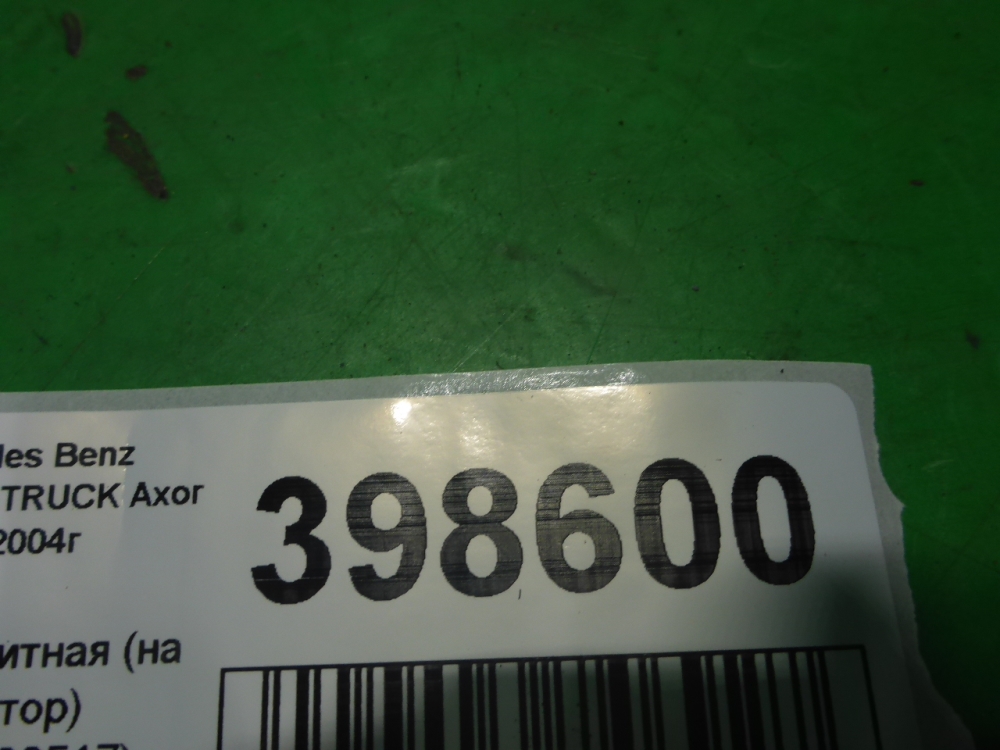 des Benz
TRUCK Axor
2004г
398600
итная (на
тор)